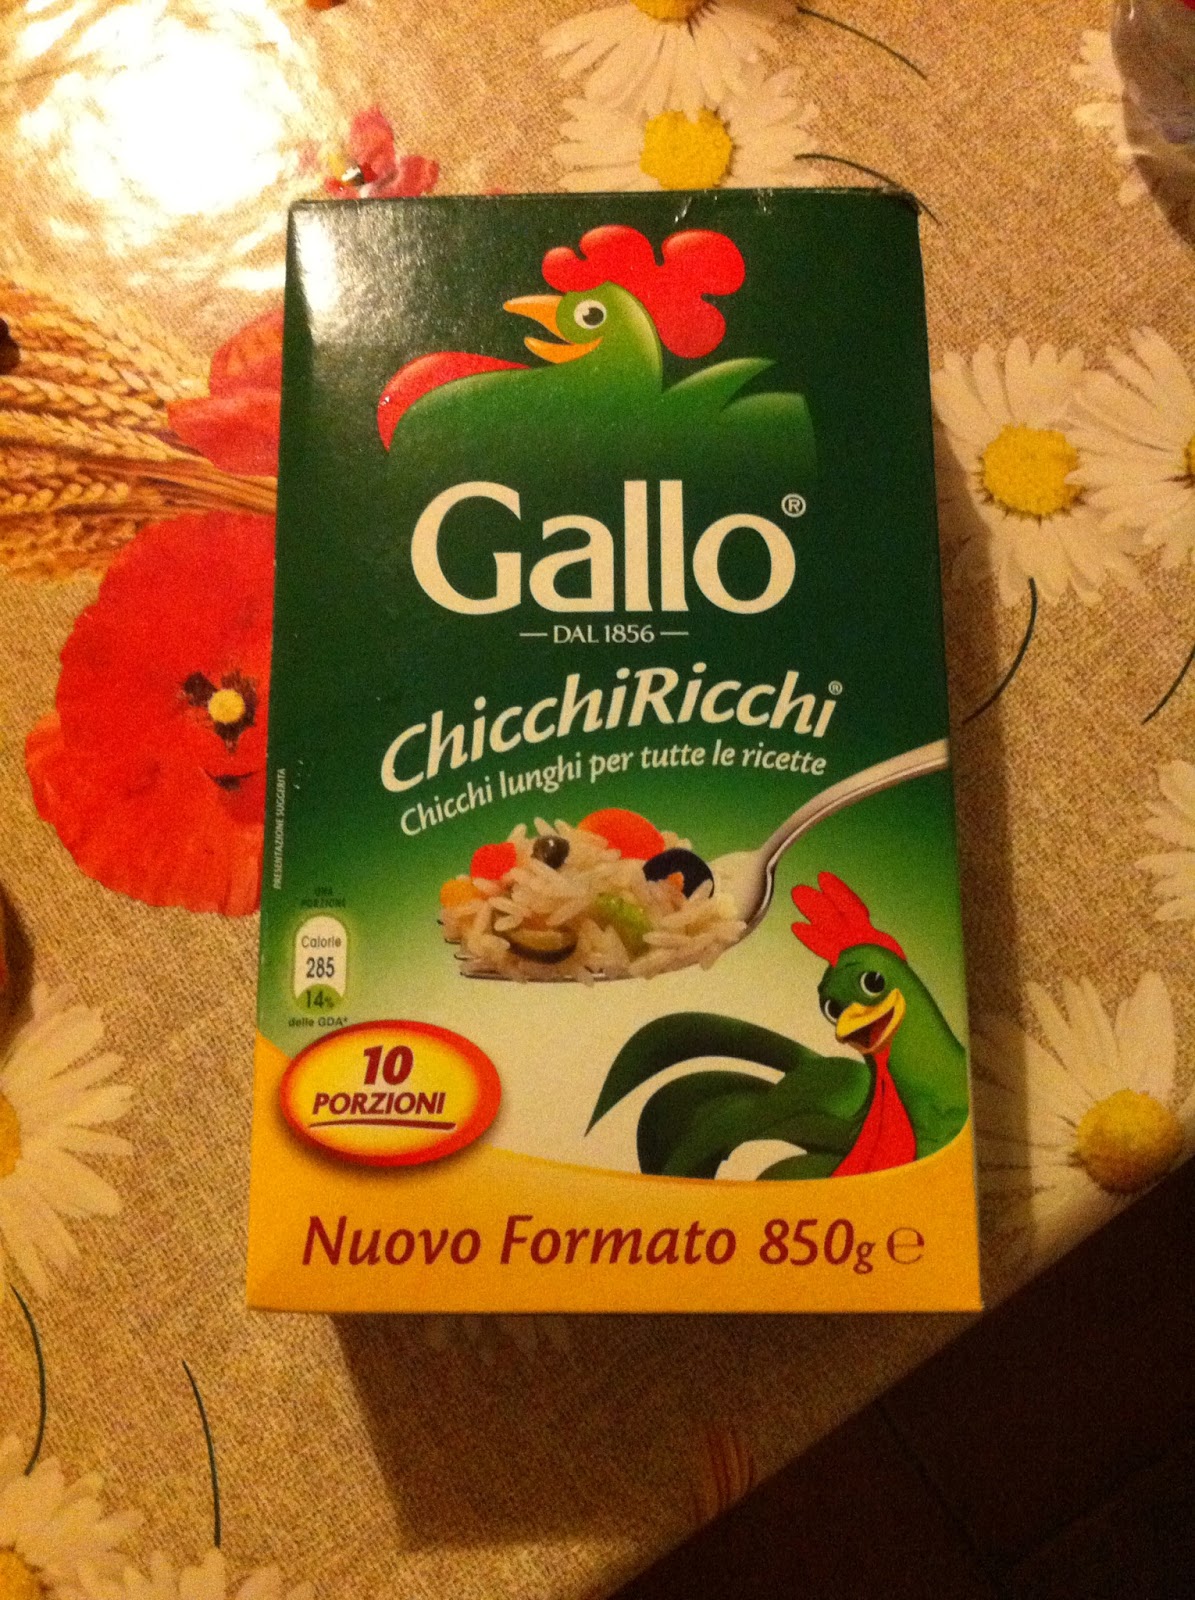 Gallo®
DAL 1856
ChicchiRicchi®
Chicchi lunghi per tutte le ricette
PRESENTAZIONE SUGGERITA
UNA
PORZIONE
Calorie
285
14%
delle GDA*
10
PORZIONI
Nuovo Formato 850g ℮